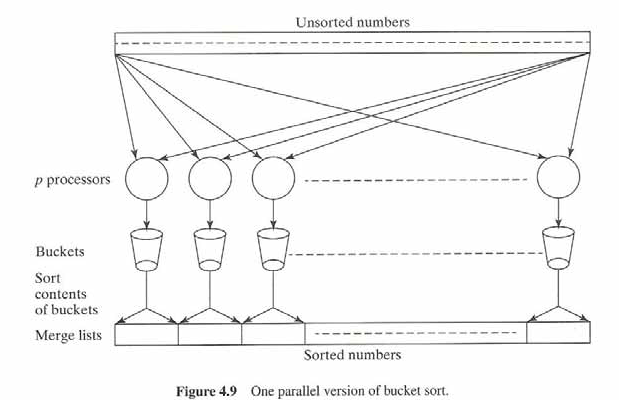 Unsorted numbers
p processors
Buckets
Sort
contents
of buckets
Merge lists
Sorted numbers
Figure 4.9 One parallel version of bucket sort.